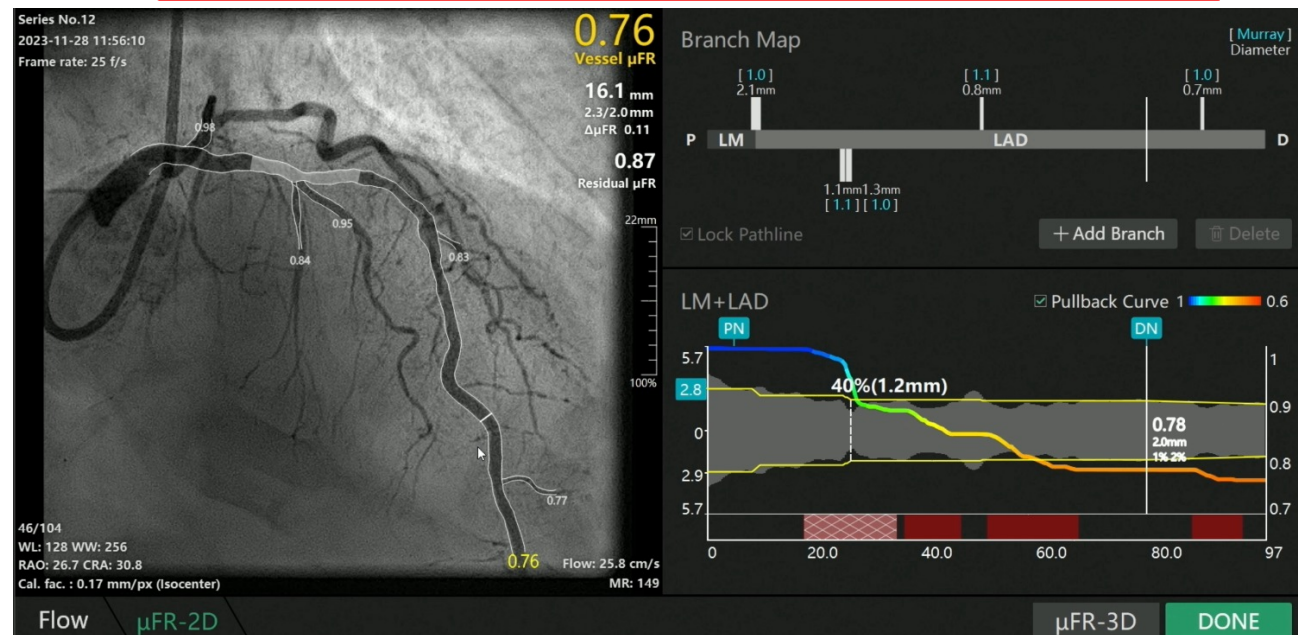 Series No.12
2023-11-28 11:56:10
Frame rate: 25 f/s
0.76
Vessel μFR
16.1 mm
2.3/2.0mm
ΔμFR 0.11
0.87
Residual μFR
22mm
100%
0.98
0.95
0.84
0.83
0.77
0.76
46/104
WL: 128 WW: 256
RAO: 26.7 CRA: 30.8
Cal. fac. : 0.17 mm/px (Isocenter)
Flow: 25.8 cm/s
MR: 149
Branch Map
[ Murray ]
Diameter
[ 1.0 ] [ 1.1 ] [ 1.0 ]
2.1mm 0.8mm 0.7mm
P LM LAD D
1.1mm1.3mm
[ 1.1 ][ 1.0 ]
Lock Pathline
+ Add Branch
Delete
LM+LAD
Pullback Curve 1 0.6
PN DN
5.7 1
2.8 40%(1.2mm)
0.9
0 0.78
2.0mm
1% 2%
2.9 0.8
5.7 0.7
0 20.0 40.0 60.0 80.0 97
Flow μFR-2D μFR-3D DONE